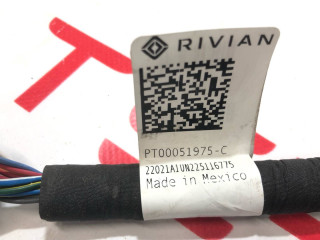 RIVIAN
PT00051975-C
22021A1UN225116775
Made in Mexico